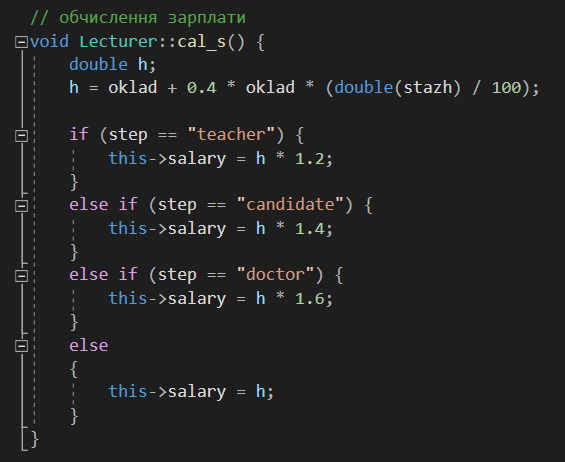 // обчислення зарплати
void Lecturer::cal_s() {
double h;
h = oklad + 0.4 * oklad * (double(stazh) / 100);
if (step == "teacher") {
this->salary = h * 1.2;
}
else if (step == "candidate") {
this->salary = h * 1.4;
}
else if (step == "doctor") {
this->salary = h * 1.6;
}
else
{
this->salary = h;
}
}